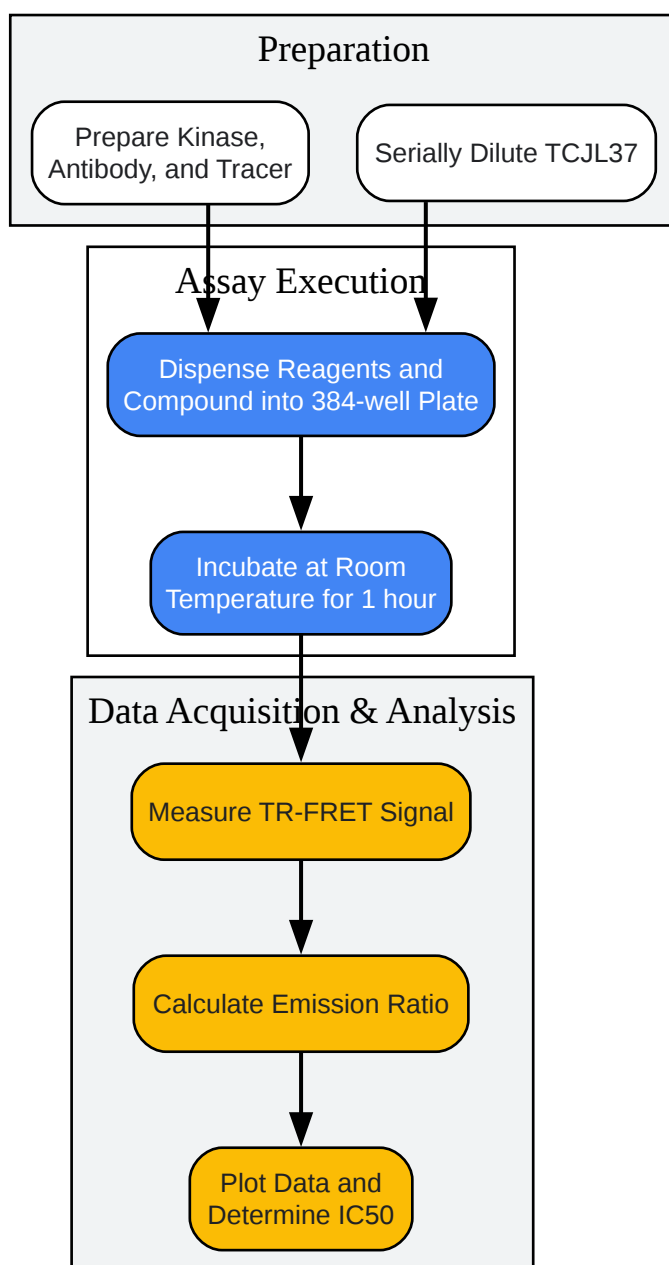 Preparation
Prepare Kinase,
Antibody, and Tracer
Serially Dilute TCJL37
Assay Execution
Dispense Reagents and
Compound into 384-well Plate
Incubate at Room
Temperature for 1 hour
Data Acquisition & Analysis
Measure TR-FRET Signal
Calculate Emission Ratio
Plot Data and
Determine IC50